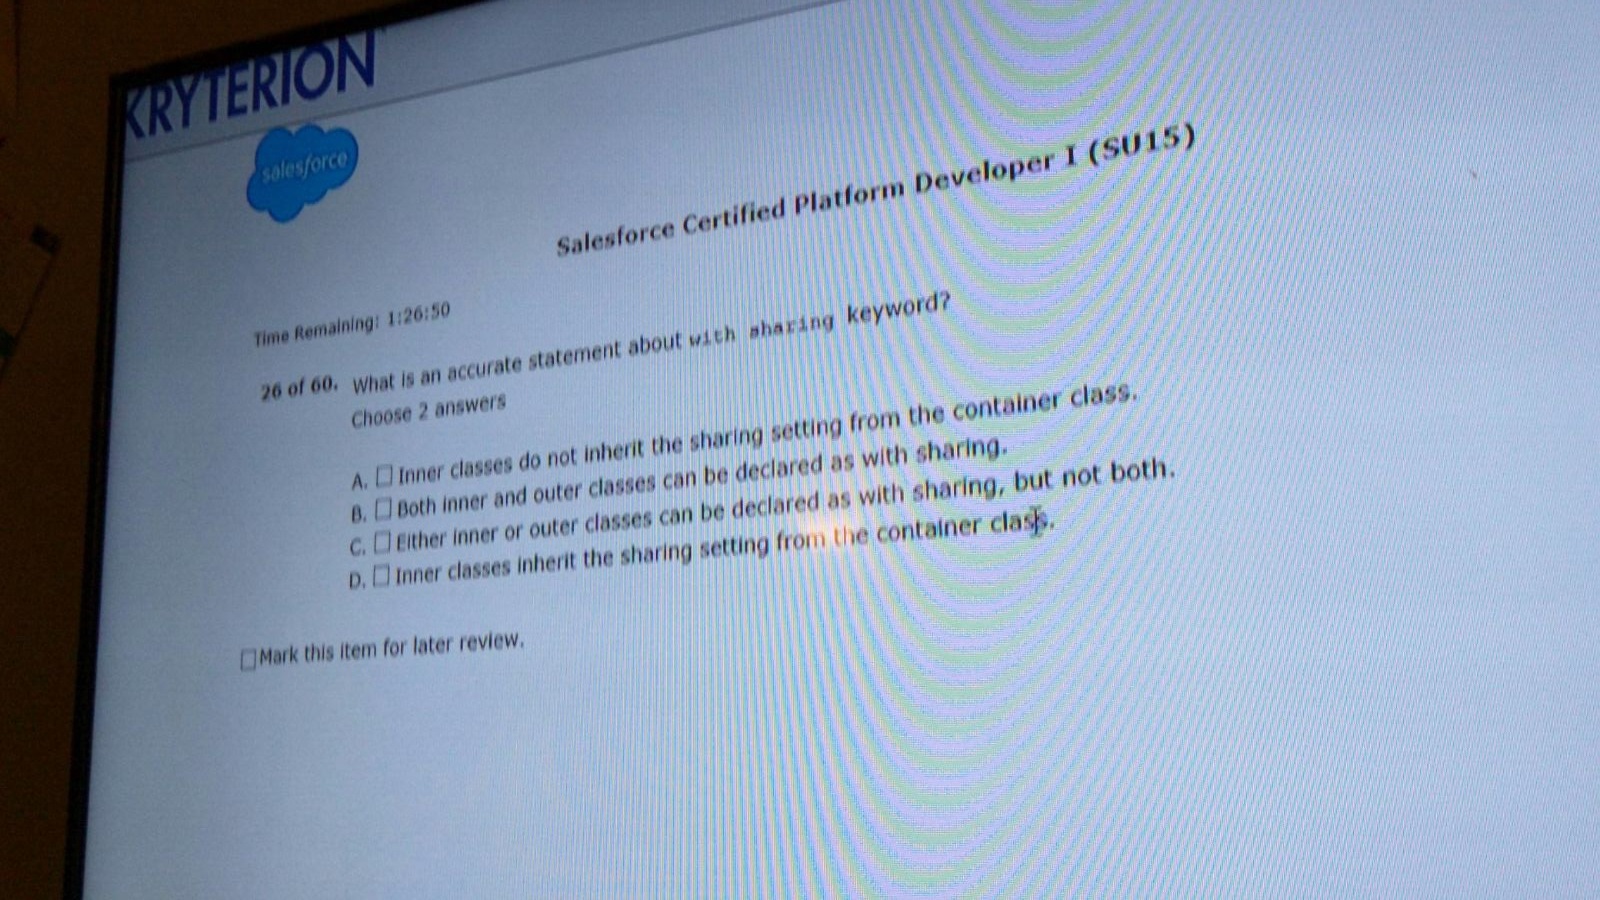 KRYTERION
salesforce
Salesforce Certified Platform Developer I (SU15)
Time Remaining: 1:26:50
26 of 60. What is an accurate statement about with sharing keyword?
Choose 2 answers
A. Inner classes do not inherit the sharing setting from the container class.
B. Both inner and outer classes can be declared as with sharing.
C. Either inner or outer classes can be declared as with sharing, but not both.
D. Inner classes inherit the sharing setting from the container class.
Mark this item for later review.